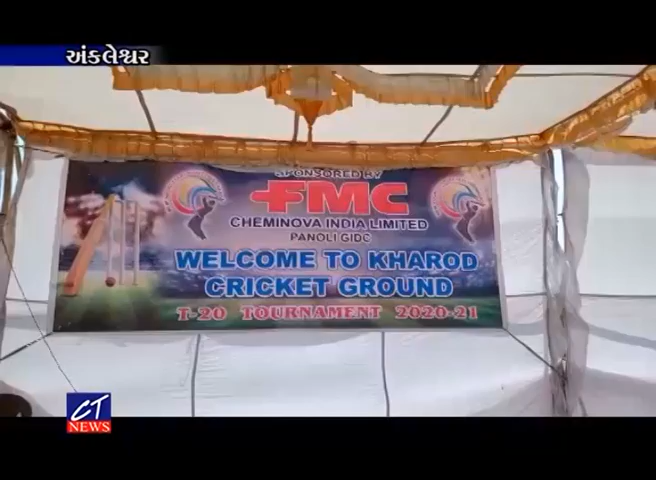 અંકલેશ્વર
SPONSORED BY
FMC
CHEMINOVA INDIA LIMITED
PANOLI GIDC
WELCOME TO KHAROD
CRICKET GROUND
T-20 TOURNAMENT 2020-21
CT
NEWS